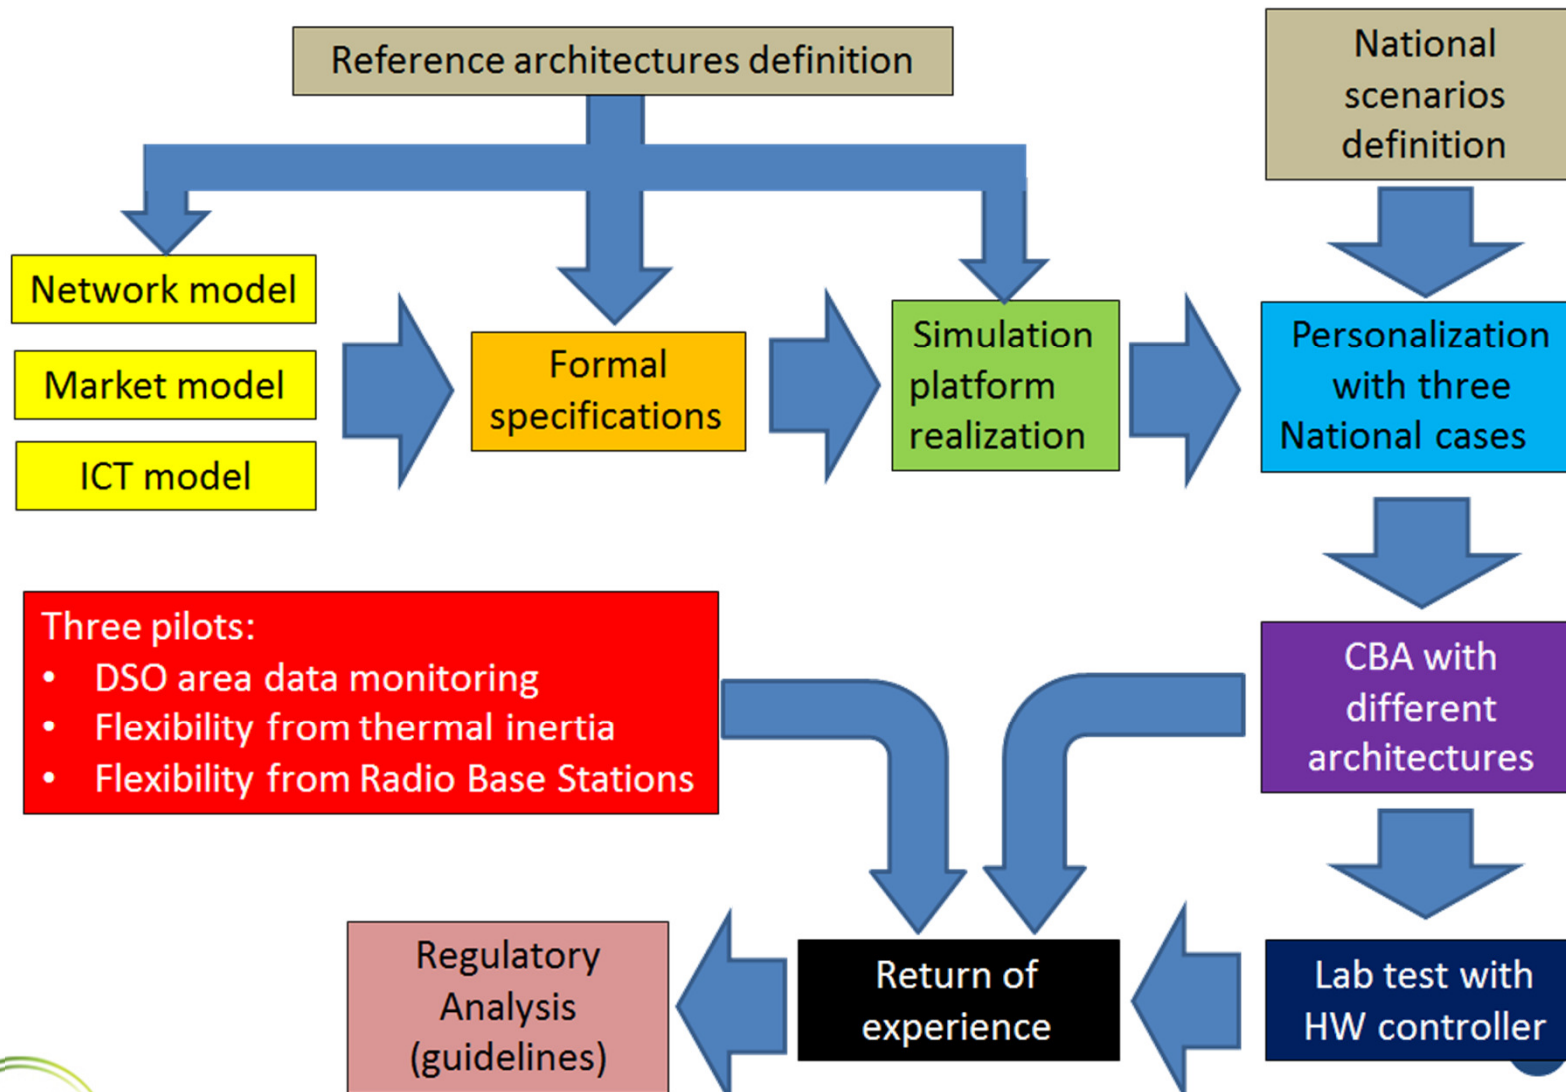 Reference architectures definition
National
scenarios
definition
Network model
Market model
ICT model
Formal
specifications
Simulation
platform
realization
Personalization
with three
National cases
Three pilots:
• DSO area data monitoring
• Flexibility from thermal inertia
• Flexibility from Radio Base Stations
CBA with
different
architectures
Regulatory
Analysis
(guidelines)
Return of
experience
Lab test with
HW controller